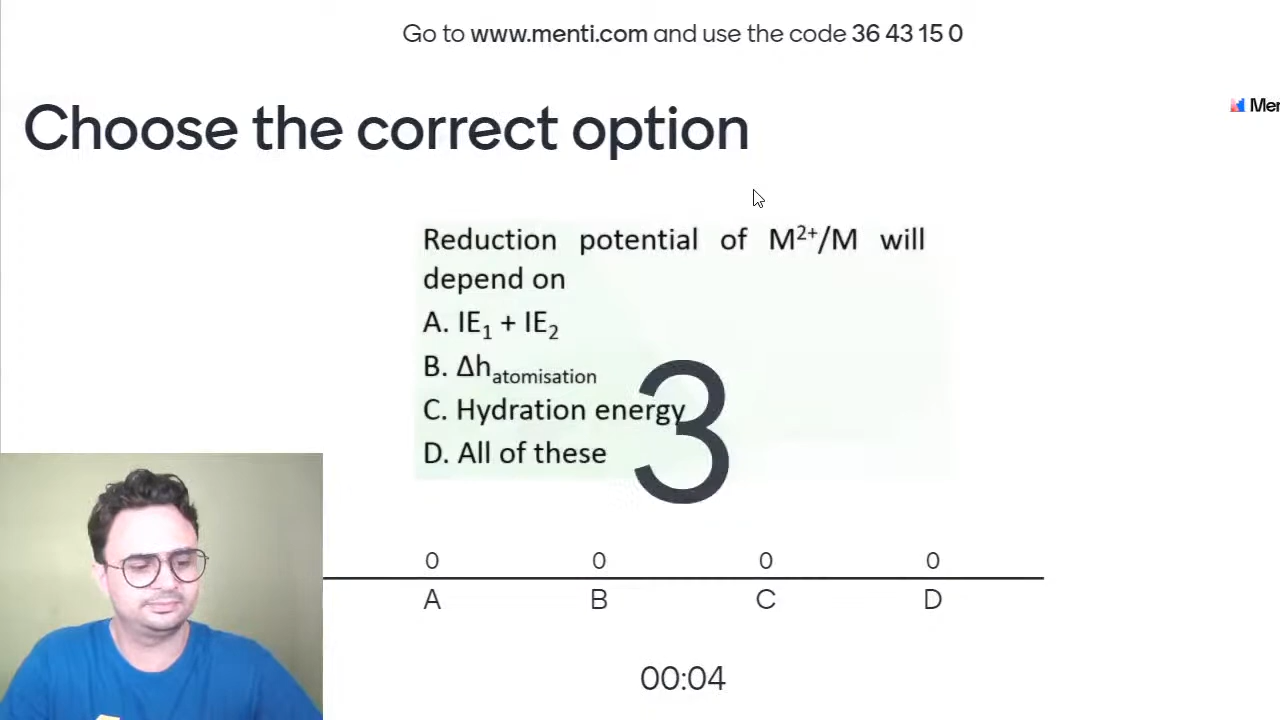 Go to www.menti.com and use the code 36 43 15 0
Men
Choose the correct option
Reduction potential of M²⁺/M will
depend on
A. IE₁ + IE₂
B. Δh_atomisation
C. Hydration energy
D. All of these
3
0 0 0 0
A B C D
00:04